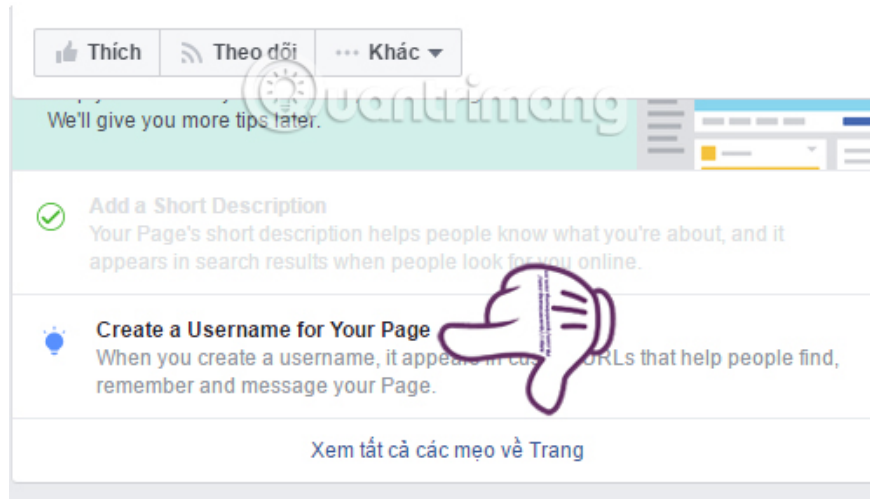 Thích Theo dõi ... Khác
uantrimang
We'll give you more tips later.
Add a Short Description
Your Page's short description helps people know what you're about, and it
appears in search results when people look for you online.
Create a Username for Your Page
When you create a username, it appears in URLs that help people find,
remember and message your Page.
Xem tất cả các mẹo về Trang